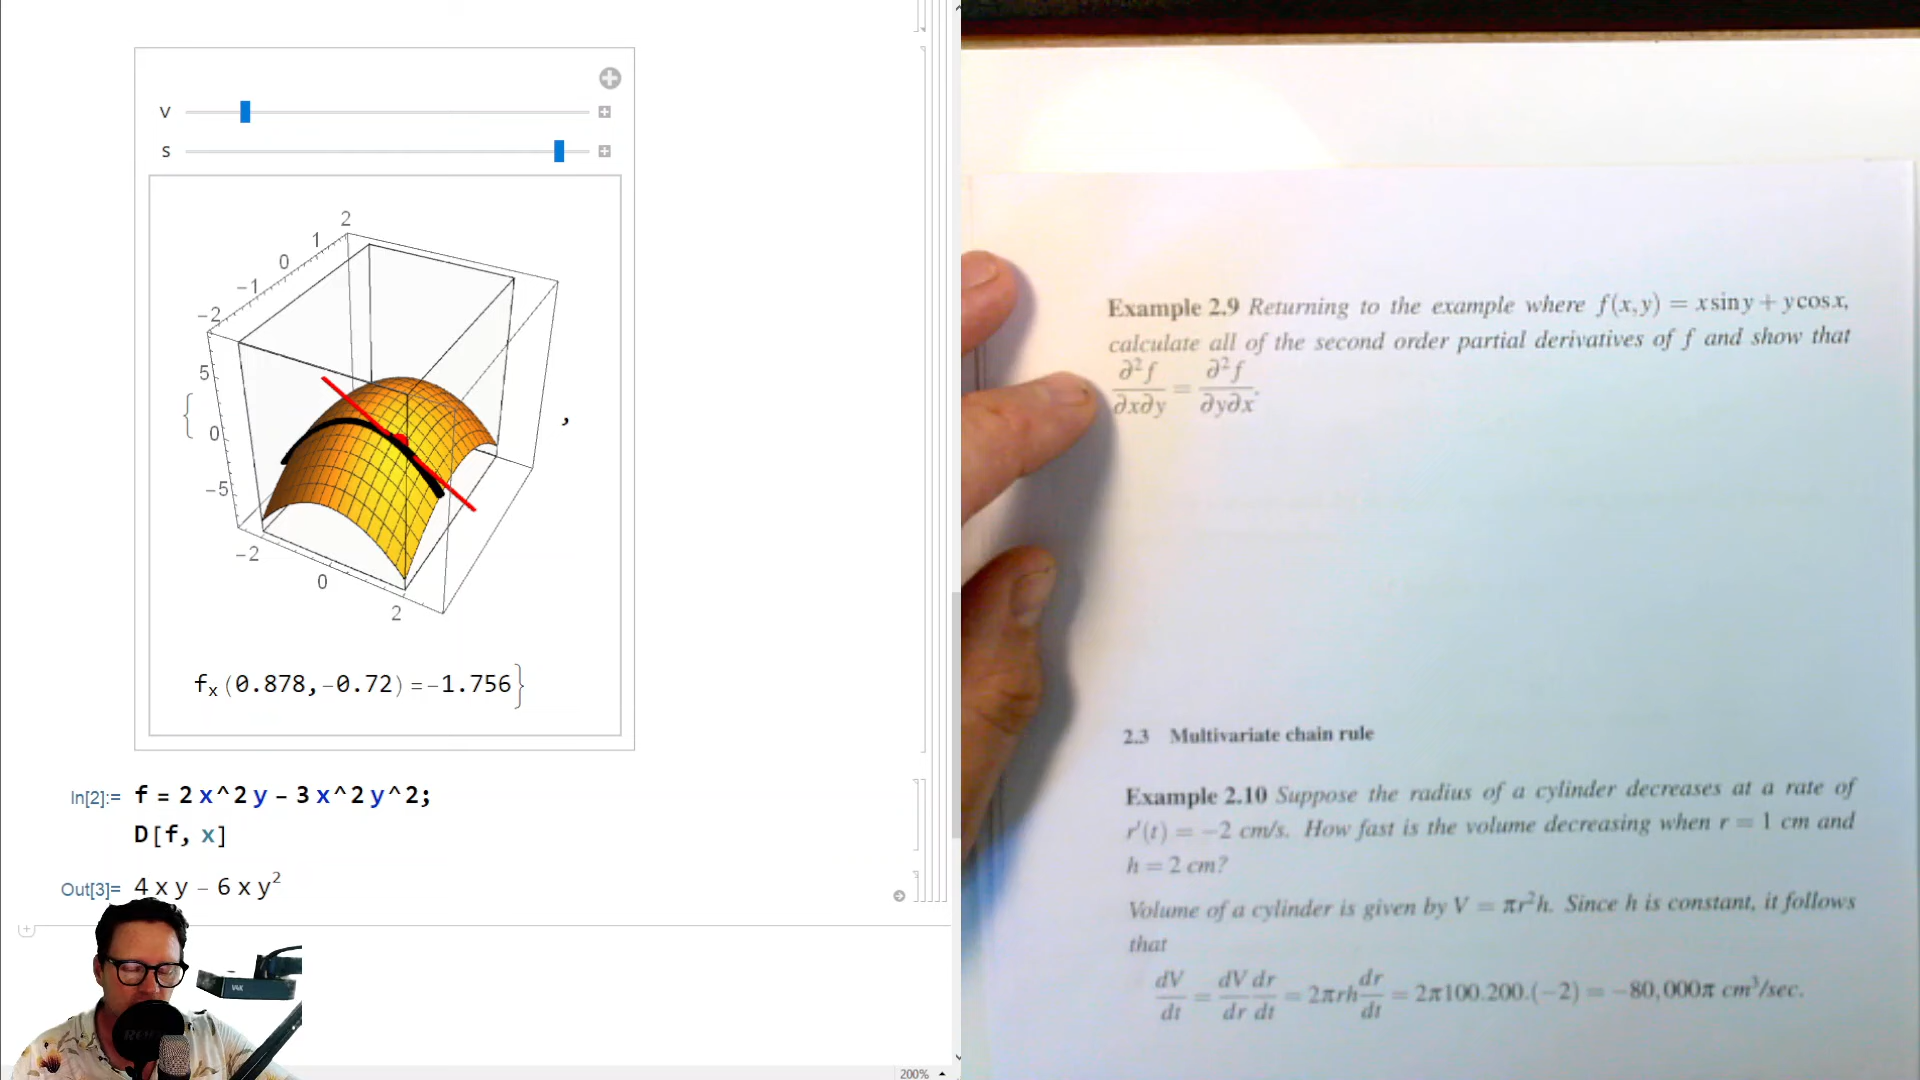 V
S
2
1
0
−1
−2
5
0
−5
−2
0
2
{
,
fx (0.878,−0.72) =−1.756}
In[2]:= f = 2 x^2 y − 3 x^2 y^2;
D[f, x]
Out[3]= 4 x y − 6 x y²
200%
Example 2.9 Returning to the example where f(x,y) = x sin y + y cos x,
calculate all of the second order partial derivatives of f and show that
∂²f/∂x∂y = ∂²f/∂y∂x.
2.3 Multivariate chain rule
Example 2.10 Suppose the radius of a cylinder decreases at a rate of
r′(t) = −2 cm/s. How fast is the volume decreasing when r = 1 cm and
h = 2 cm?
Volume of a cylinder is given by V = πr²h. Since h is constant, it follows
that
dV/dt = dV/dr dr/dt = 2πrh dr/dt = 2π100.200.(−2) = −80,000π cm³/sec.